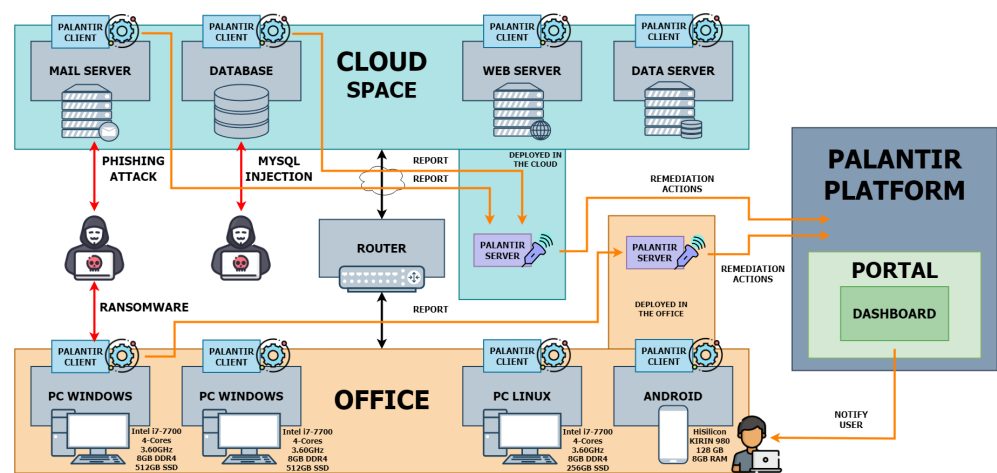 PALANTIR
CLIENT
MAIL SERVER
PALANTIR
CLIENT
DATABASE
CLOUD
SPACE
PALANTIR
CLIENT
WEB SERVER
PALANTIR
CLIENT
DATA SERVER
PHISHING
ATTACK
MYSQL
INJECTION
REPORT
REPORT
DEPLOYED IN
THE CLOUD
REMEDIATION
ACTIONS
PALANTIR
PLATFORM
ROUTER
PALANTIR
SERVER
PALANTIR
SERVER
REMEDIATION
ACTIONS
PORTAL
DASHBOARD
RANSOMWARE
REPORT
DEPLOYED IN
THE OFFICE
PALANTIR
CLIENT
PC WINDOWS
Intel i7-7700
4-Cores
3.60GHz
8GB DDR4
512GB SSD
PALANTIR
CLIENT
PC WINDOWS
Intel i7-7700
4-Cores
3.60GHz
8GB DDR4
512GB SSD
OFFICE
PALANTIR
CLIENT
PC LINUX
Intel i7-7700
4-Cores
3.60GHz
8GB DDR4
256GB SSD
PALANTIR
CLIENT
ANDROID
HiSilicon
KIRIN 980
128 GB
8GB RAM
NOTIFY
USER